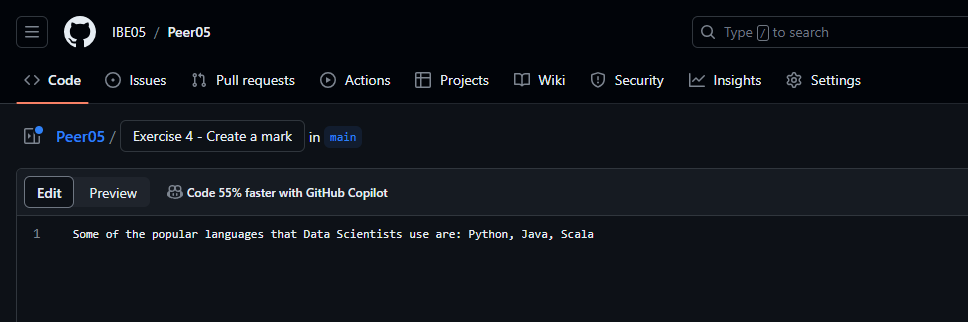 IBE05 / Peer05
Type / to search
Code Issues Pull requests Actions Projects Wiki Security Insights Settings
Peer05 / Exercise 4 - Create a mark in main
Edit Preview Code 55% faster with GitHub Copilot
1 Some of the popular languages that Data Scientists use are: Python, Java, Scala